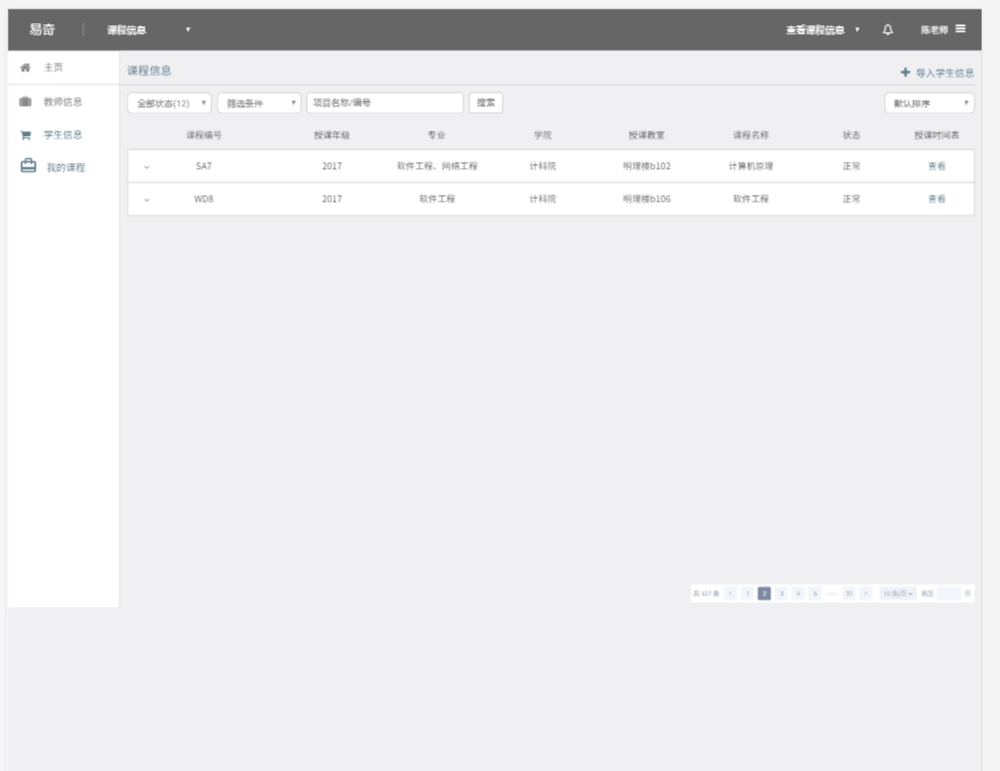 易奇 课程信息 ▼ 查看课程信息 ▼ 陈老师
主页
课程信息 导入学生信息
教师信息
全部状态(12) ▼ 筛选条件 ▼ 项目名称/编号 搜索 默认排序 ▼
学生信息
课程编号 授课年级 专业 学院 授课教室 课程名称 状态 授课时间表
我的课程
SA7 2017 软件工程、网络工程 计科院 明理楼b102 计算机原理 正常 查看
WD8 2017 软件工程 计科院 明理楼b106 软件工程 正常 查看
共 327 条 < 1 2 3 4 5 ··· 33 > 10 条/页 跳至 页